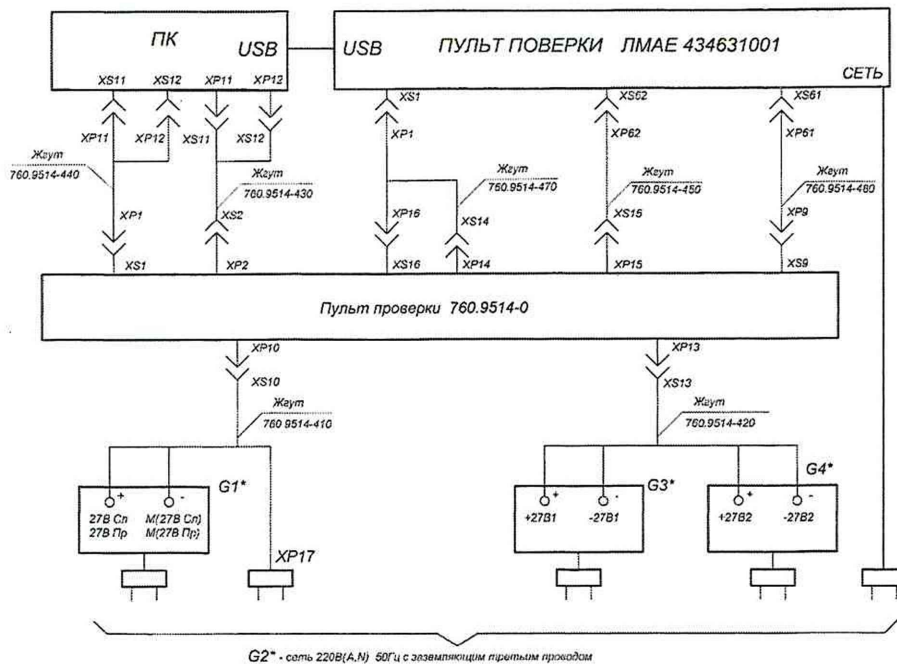 ПК
USB
USB
ПУЛЬТ ПОВЕРКИ ЛМАЕ 434631001
СЕТЬ
XS11
XS12
XP11
XP12
XS1
XS62
XS61
XP11
XP12
XS11
XS12
XP1
XP62
XP61
Жгут
760.9514-440
Жгут
760.9514-430
Жгут
760.9514-470
Жгут
760.9514-450
Жгут
760.9514-480
XP1
XS2
XP16
XS14
XS15
XP9
XS1
XP2
XS16
XP14
XP15
XS9
Пульт проверки 760.9514-0
XP10
XS10
XP13
XS13
Жгут
760.9514-410
Жгут
760.9514-420
G1*
G3*
G4*
+
-
27В Сл
М(27В Сл)
27В Пр
М(27В Пр)
+
-
+27В1
-27В1
+
-
+27В2
-27В2
XP17
G2* - сеть 220В(А,N) 50Гц с заземляющим третьим проводом